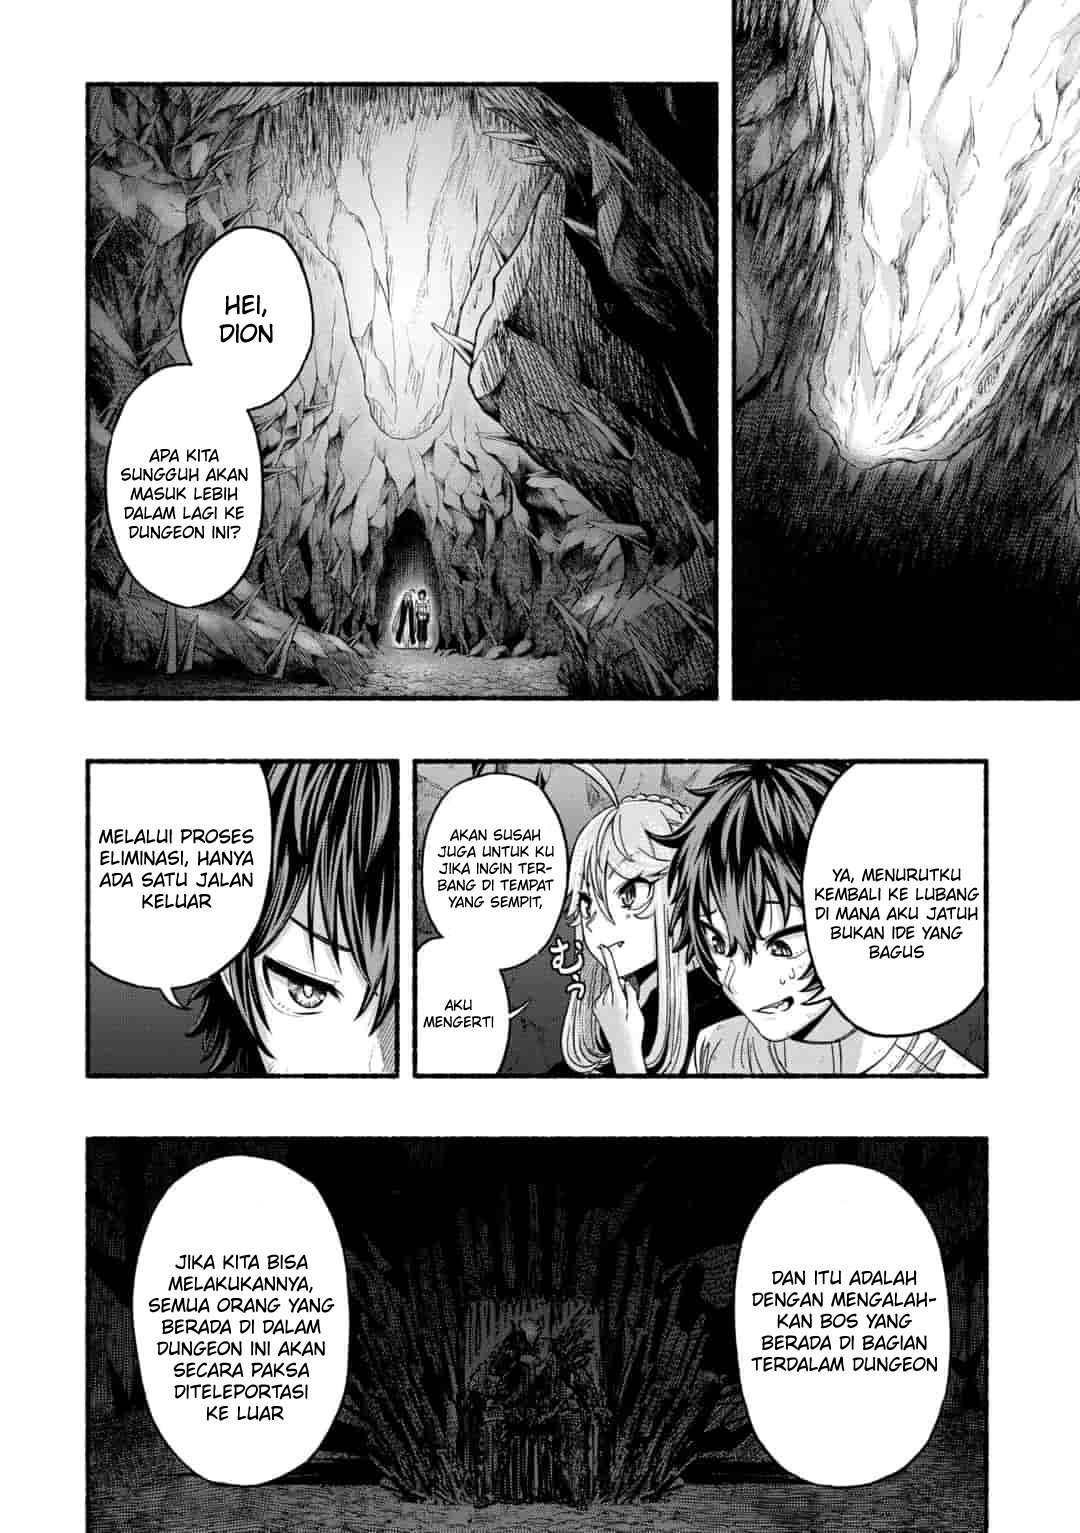 HEI,
DION
APA KITA
SUNGGUH AKAN
MASUK LEBIH
DALAM LAGI KE
DUNGEON INI?
YA, MENURUTKU
KEMBALI KE LUBANG
DI MANA AKU JATUH
BUKAN IDE YANG
BAGUS
AKAN SUSAH
JUGA UNTUK KU
JIKA INGIN TER-
BANG DI TEMPAT
YANG SEMPIT,
AKU
MENGERTI
むぅ
MELALUI PROSES
ELIMINASI, HANYA
ADA SATU JALAN
KELUAR
DAN ITU ADALAH
DENGAN MENGALAH-
KAN BOS YANG
BERADA DI BAGIAN
TERDALAM DUNGEON
JIKA KITA BISA
MELAKUKANNYA,
SEMUA ORANG YANG
BERADA DI DALAM
DUNGEON INI AKAN
SECARA PAKSA
DITELEPORTASI
KE LUAR